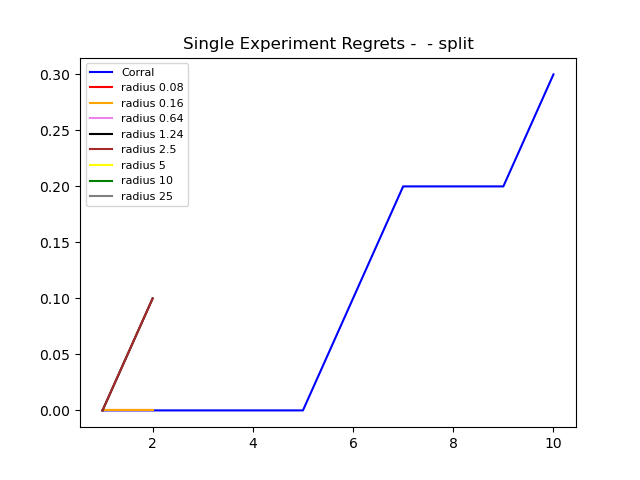 Single Experiment Regrets -  - split
0.30
0.25
0.20
0.15
0.10
0.05
0.00
Corral
radius 0.08
radius 0.16
radius 0.64
radius 1.24
radius 2.5
radius 5
radius 10
radius 25
2 4 6 8 10